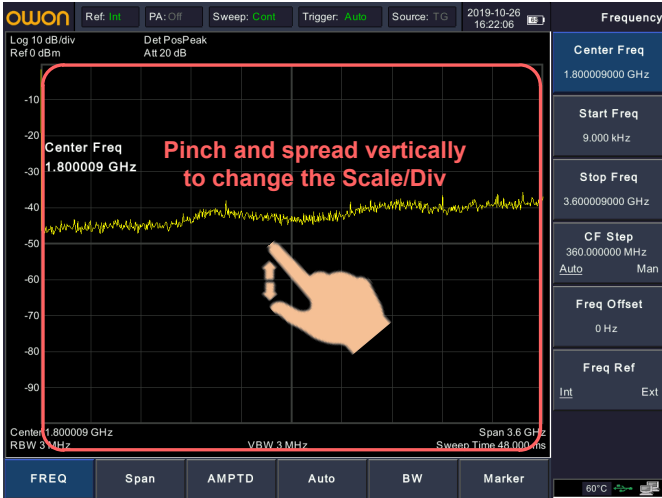 OWON
Ref: Int
PA: Off
Sweep: Cont
Trigger: Auto
Source: TG
2019-10-26
16:22:06
Frequency
Log 10 dB/div
Det PosPeak
Ref 0 dBm
Att 20 dB
-10
-20
-30
-40
-50
-60
-70
-80
-90
Center Freq
1.800009 GHz
Pinch and spread vertically
to change the Scale/Div
Center 1.800009 GHz
Span 3.6 GHz
RBW 3 MHz
VBW 3 MHz
Sweep Time 48.000 ms
Center Freq
1.800009000 GHz
Start Freq
9.000 kHz
Stop Freq
3.600009000 GHz
CF Step
360.000000 MHz
Auto Man
Freq Offset
0 Hz
Freq Ref
Int Ext
FREQ
Span
AMPTD
Auto
BW
Marker
60°C